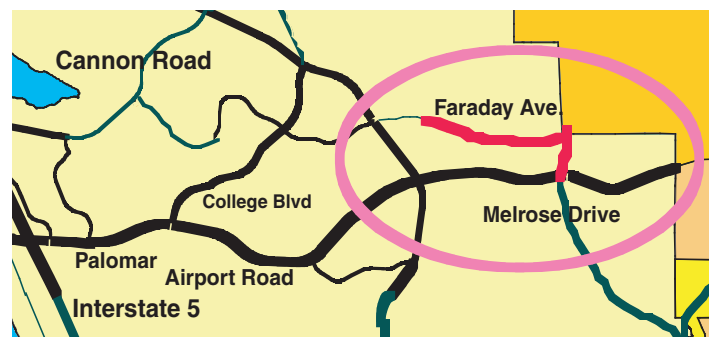 Cannon Road
Faraday Ave.
College Blvd
Melrose Drive
Palomar
Airport Road
Interstate 5